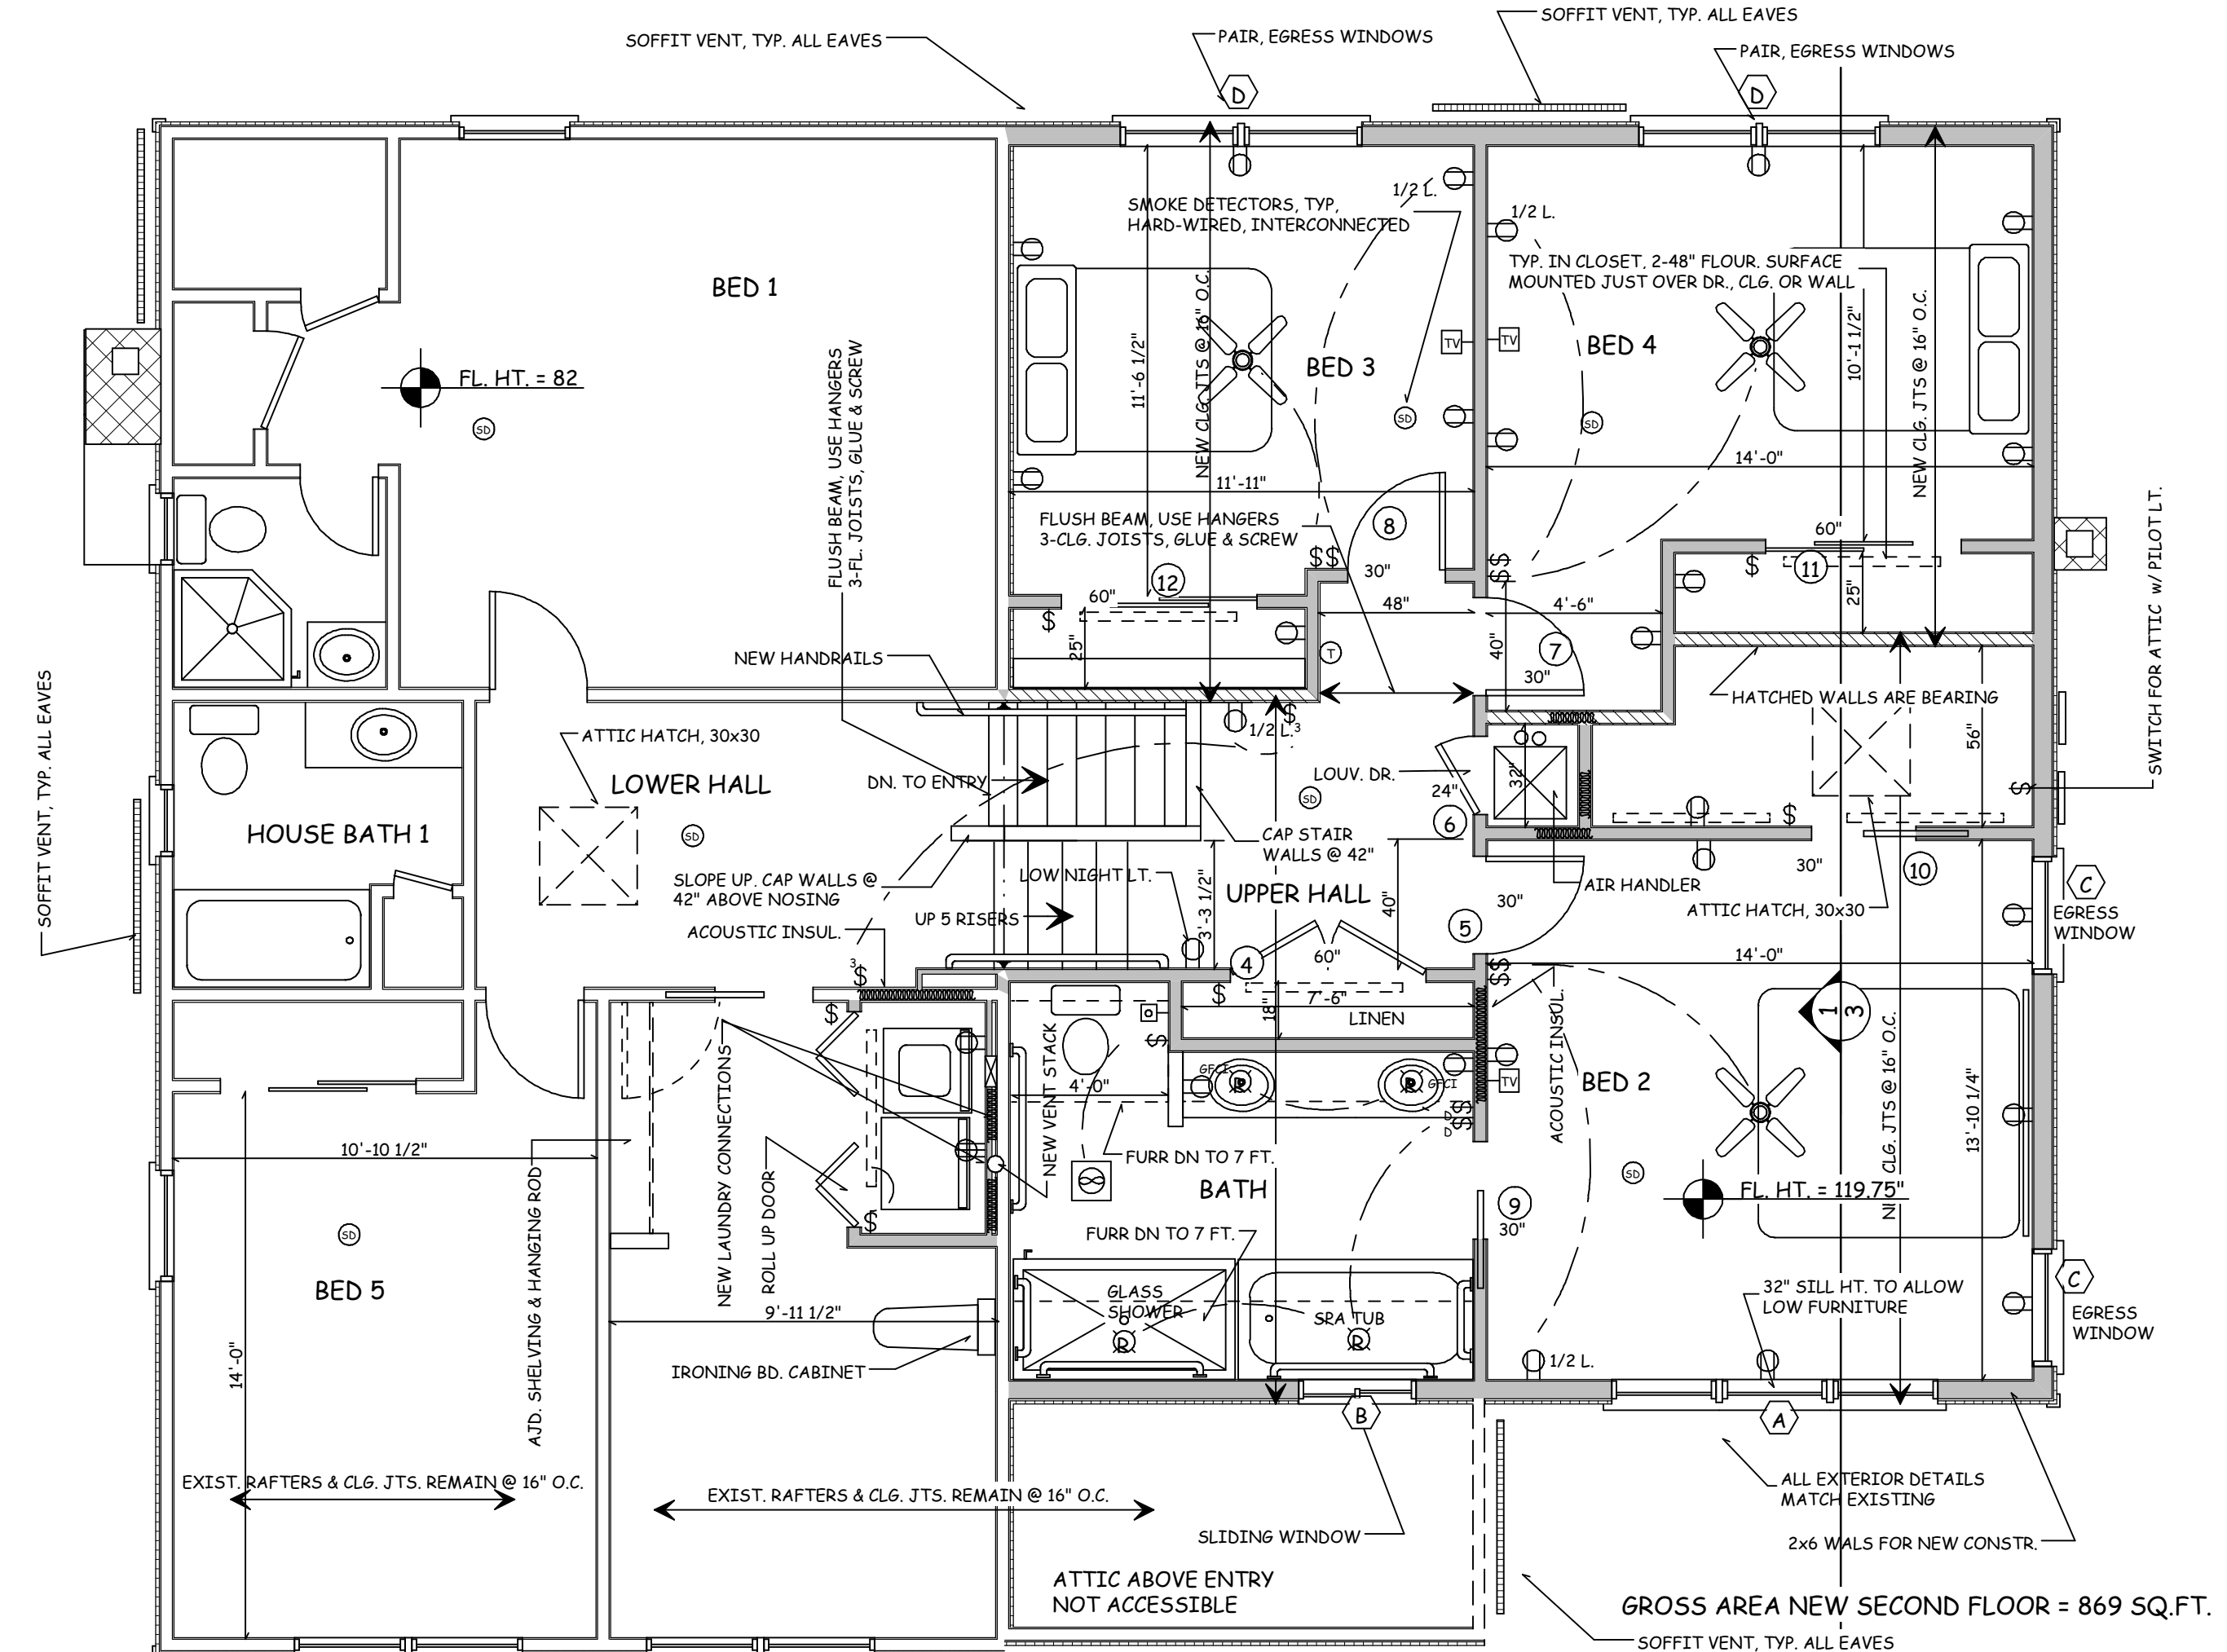 SOFFIT VENT, TYP. ALL EAVES
SOFFIT VENT, TYP. ALL EAVES
PAIR, EGRESS WINDOWS
PAIR, EGRESS WINDOWS
D
D
1/2 L.
SMOKE DETECTORS, TYP,
HARD-WIRED, INTERCONNECTED
1/2 L.
TYP. IN CLOSET, 2-48" FLOUR. SURFACE
MOUNTED JUST OVER DR., CLG. OR WALL
BED 1
NEW CLG. JTS @ 16" O.C.
11'-6 1/2"
BED 3
TV
TV
BED 4
10'-1 1/2"
NEW CLG. JTS @ 16" O.C.
FL. HT. = 82
SD
SD
SD
FLUSH BEAM, USE HANGERS
3-FL. JOISTS, GLUE & SCREW
11'-11"
14'-0"
FLUSH BEAM, USE HANGERS
3-CLG. JOISTS, GLUE & SCREW
8
$$
30"
$$
60"
$
11
25"
SWITCH FOR ATTIC w/ PILOT LT.
12
60"
$
25"
48"
4'-6"
40"
7
30"
T
NEW HANDRAILS
HATCHED WALLS ARE BEARING
SOFFIT VENT, TYP. ALL EAVES
ATTIC HATCH, 30x30
LOWER HALL
DN. TO ENTRY
$
3
1/2 L.
LOUV. DR.
24"
32"
56"
$
$
SD
6
HOUSE BATH 1
SD
CAP STAIR
WALLS @ 42"
SLOPE UP. CAP WALLS @
42" ABOVE NOSING
LOW NIGHT LT.
UPPER HALL
UP 5 RISERS
3'-3 1/2"
40"
30"
5
AIR HANDLER
30"
10
ATTIC HATCH, 30x30
C
EGRESS
WINDOW
ACOUSTIC INSUL.
3
$
4
60"
14'-0"
$$
$
$
7'-6"
18"
LINEN
$
ACOUSTIC INSUL.
1
3
NEW LAUNDRY CONNECTIONS
NEW VENT STACK
4'-0"
GFCI
R
R
GFCI
TV
D
D
$
$
BED 2
NEW CLG. JTS @ 16" O.C.
13'-10 1/4"
10'-10 1/2"
AJD. SHELVING & HANGING ROD
ROLL UP DOOR
FURR DN TO 7 FT.
BATH
SD
FL. HT. = 119.75"
9
30"
$
SD
FURR DN TO 7 FT.
BED 5
9'-11 1/2"
GLASS
SHOWER
R
SPA TUB
R
32" SILL HT. TO ALLOW
LOW FURNITURE
C
EGRESS
WINDOW
14'-0"
IRONING BD. CABINET
1/2 L.
B
A
EXIST. RAFTERS & CLG. JTS. REMAIN @ 16" O.C.
EXIST. RAFTERS & CLG. JTS. REMAIN @ 16" O.C.
ALL EXTERIOR DETAILS
MATCH EXISTING
SLIDING WINDOW
2x6 WALS FOR NEW CONSTR.
ATTIC ABOVE ENTRY
NOT ACCESSIBLE
GROSS AREA NEW SECOND FLOOR = 869 SQ.FT.
SOFFIT VENT, TYP. ALL EAVES